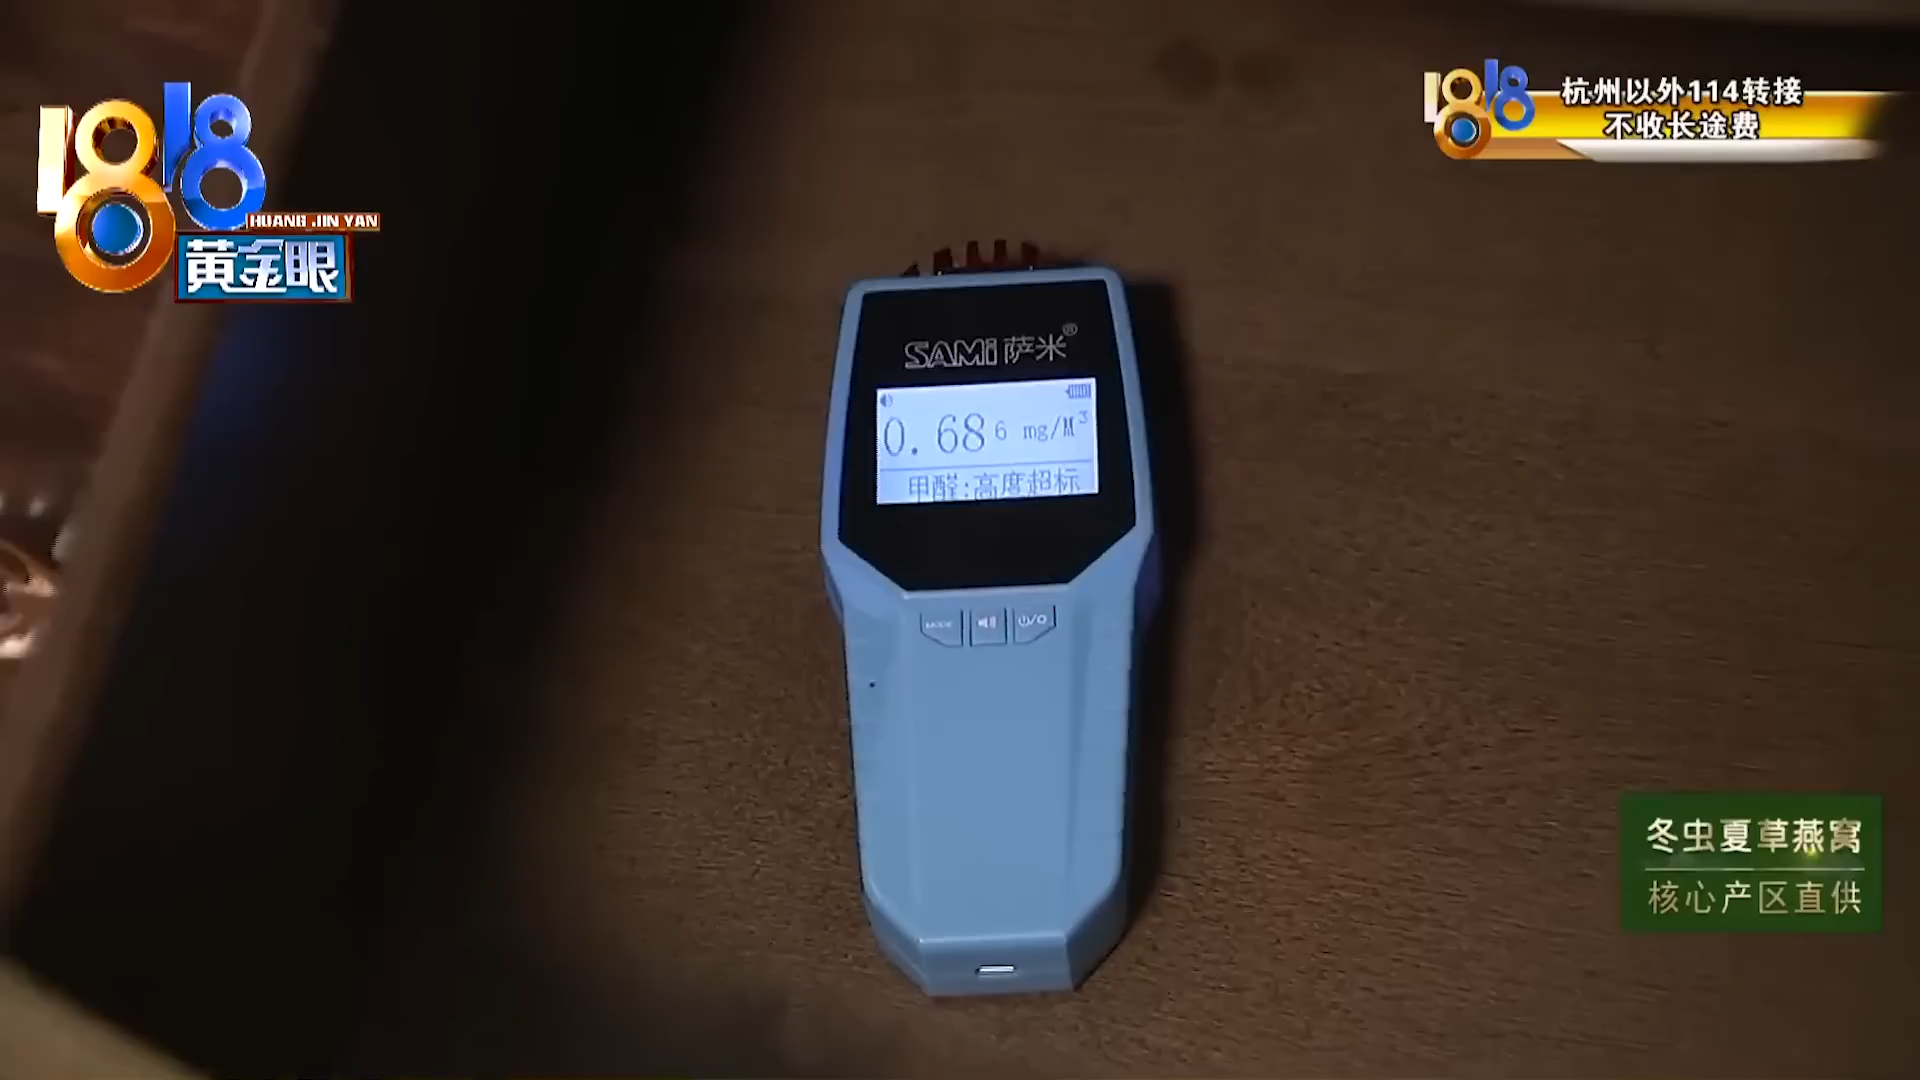 1818
HUANG JIN YAN
黄金眼
1818
杭州以外114转接
不收长途费
SAMi萨米®
0.686 mg/M³
甲醛:高度超标
MODE
冬虫夏草燕窝
核心产区直供